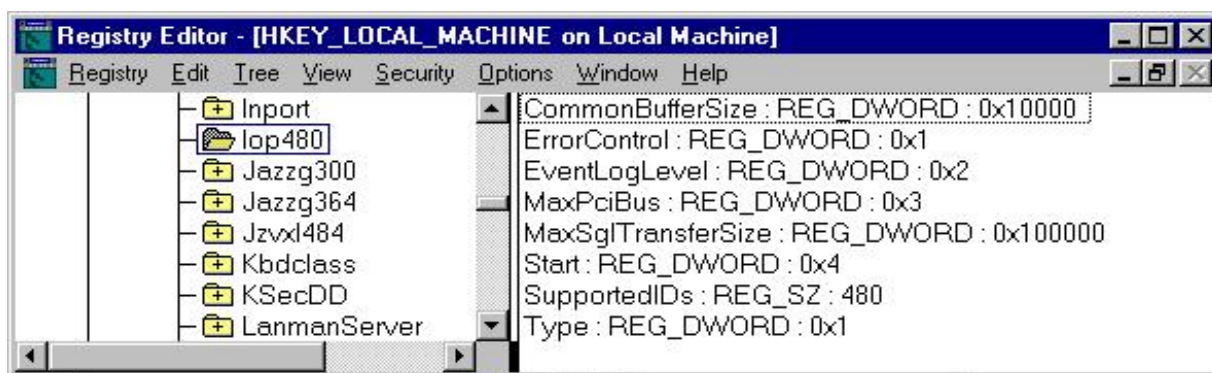 Registry Editor - [HKEY_LOCAL_MACHINE on Local Machine]
Registry Edit Tree View Security Options Window Help
Inport
Iop480
Jazzg300
Jazzg364
Jzvxl484
Kbdclass
KSecDD
LanmanServer
CommonBufferSize : REG_DWORD : 0x10000
ErrorControl : REG_DWORD : 0x1
EventLogLevel : REG_DWORD : 0x2
MaxPciBus : REG_DWORD : 0x3
MaxSglTransferSize : REG_DWORD : 0x100000
Start : REG_DWORD : 0x4
SupportedIDs : REG_SZ : 480
Type : REG_DWORD : 0x1